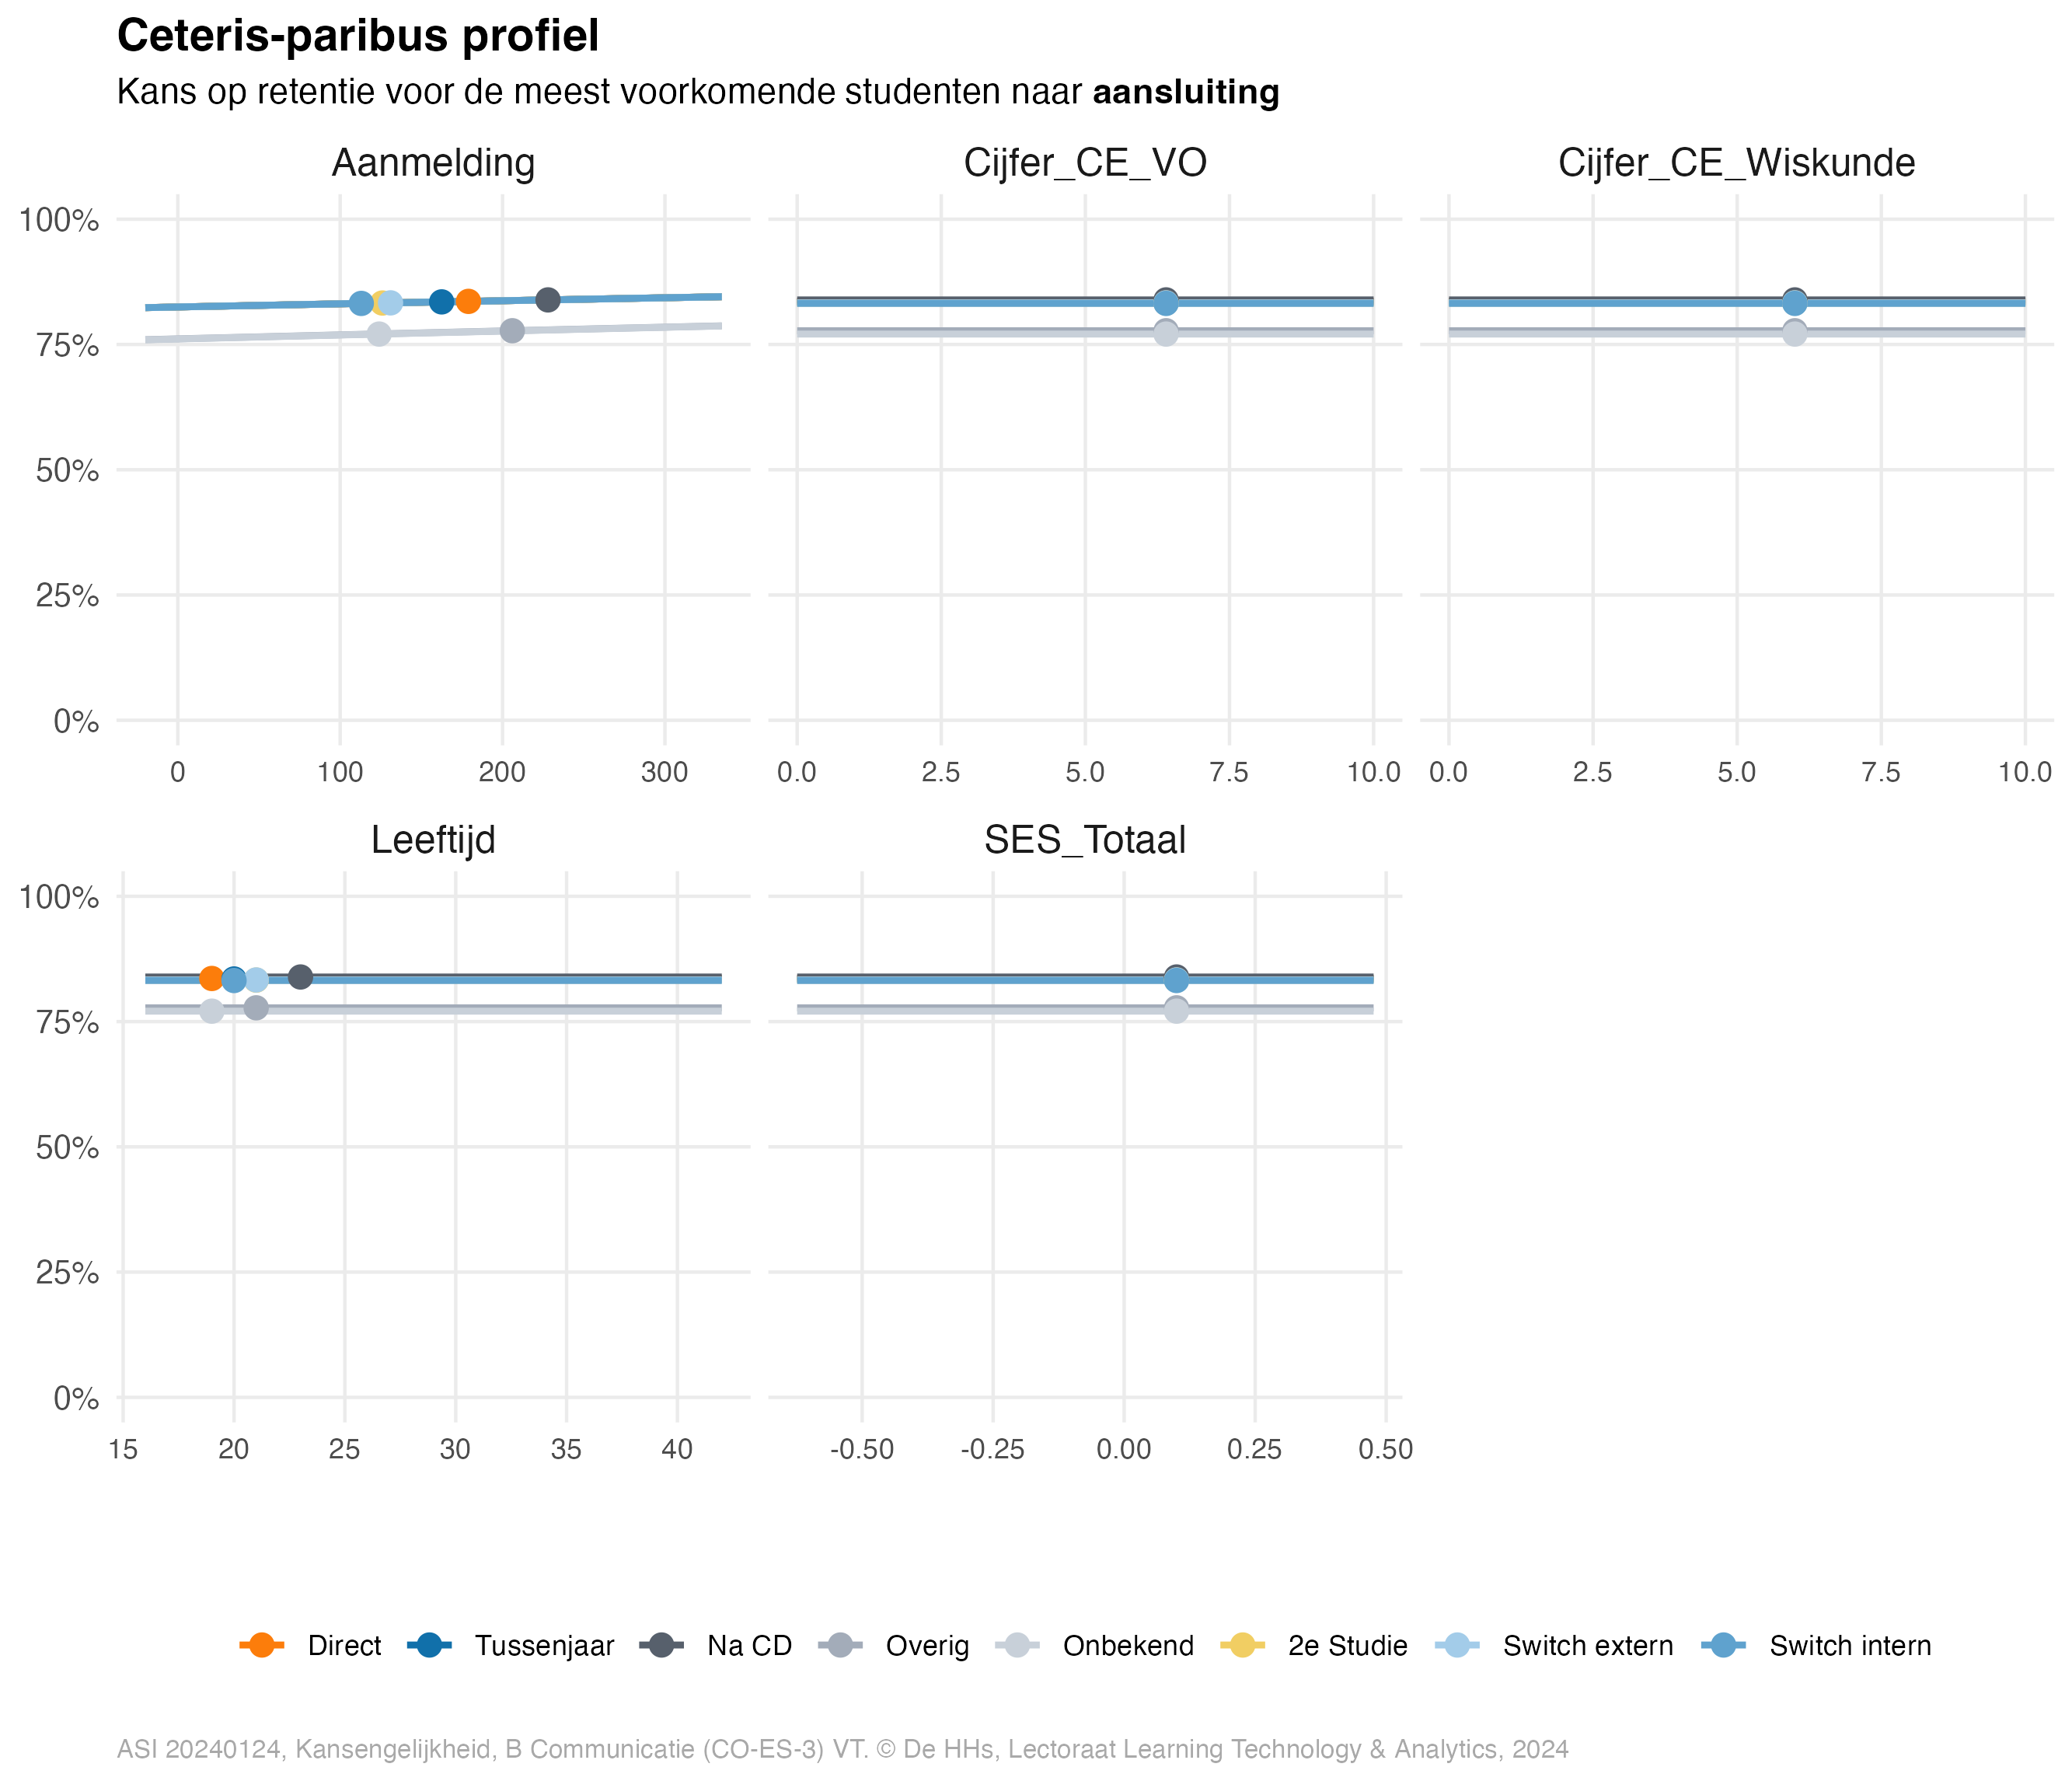 Ceteris-paribus profiel
Kans op retentie voor de meest voorkomende studenten naar aansluiting
Aanmelding
Cijfer_CE_VO
Cijfer_CE_Wiskunde
100%
75%
50%
25%
0%
0 100 200 300
0.0 2.5 5.0 7.5 10.0
0.0 2.5 5.0 7.5 10.0
Leeftijd
SES_Totaal
100%
75%
50%
25%
0%
15 20 25 30 35 40
-0.50 -0.25 0.00 0.25 0.50
Direct Tussenjaar Na CD Overig Onbekend 2e Studie Switch extern Switch intern
ASI 20240124, Kansengelijkheid, B Communicatie (CO-ES-3) VT. © De HHs, Lectoraat Learning Technology & Analytics, 2024